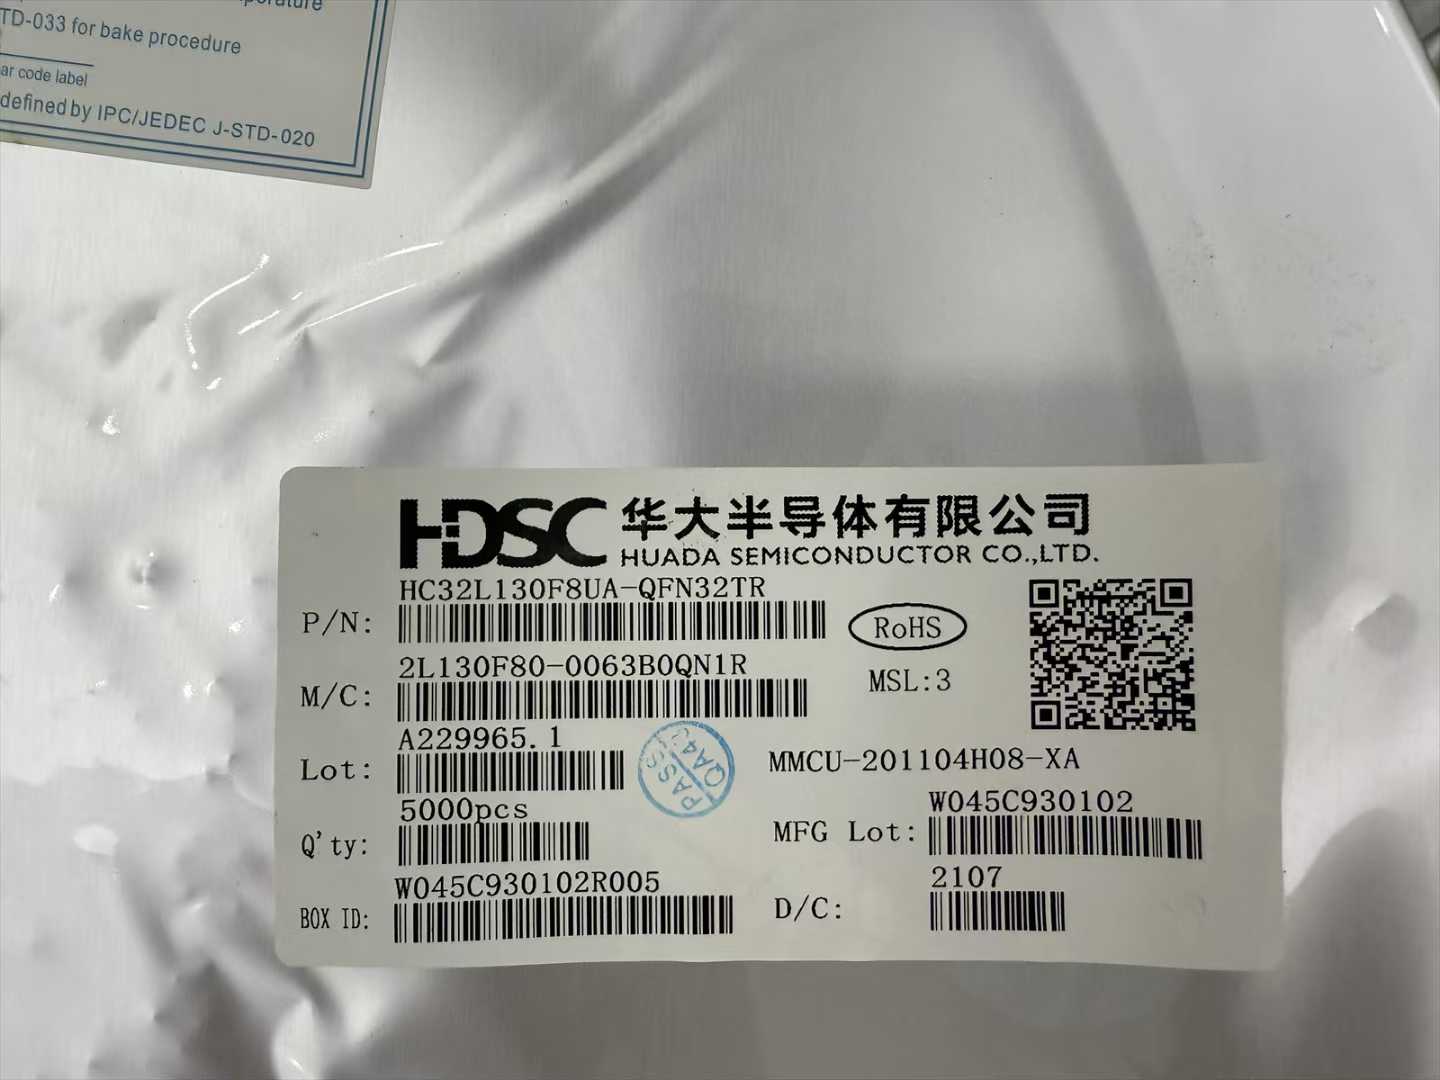 TD-033 for bake procedure
ar code label
defined by IPC/JEDEC J-STD-020
HDSC 华大半导体有限公司
HUADA SEMICONDUCTOR CO.,LTD.
HC32L130F8UA-QFN32TR
P/N:
RoHS
2L130F80-0063B0QN1R
MSL:3
M/C:
A229965.1
Lot:
PASS
QA43
MMCU-201104H08-XA
5000pcs
W045C930102
Q'ty:
MFG Lot:
W045C930102R005
2107
BOX ID:
D/C: